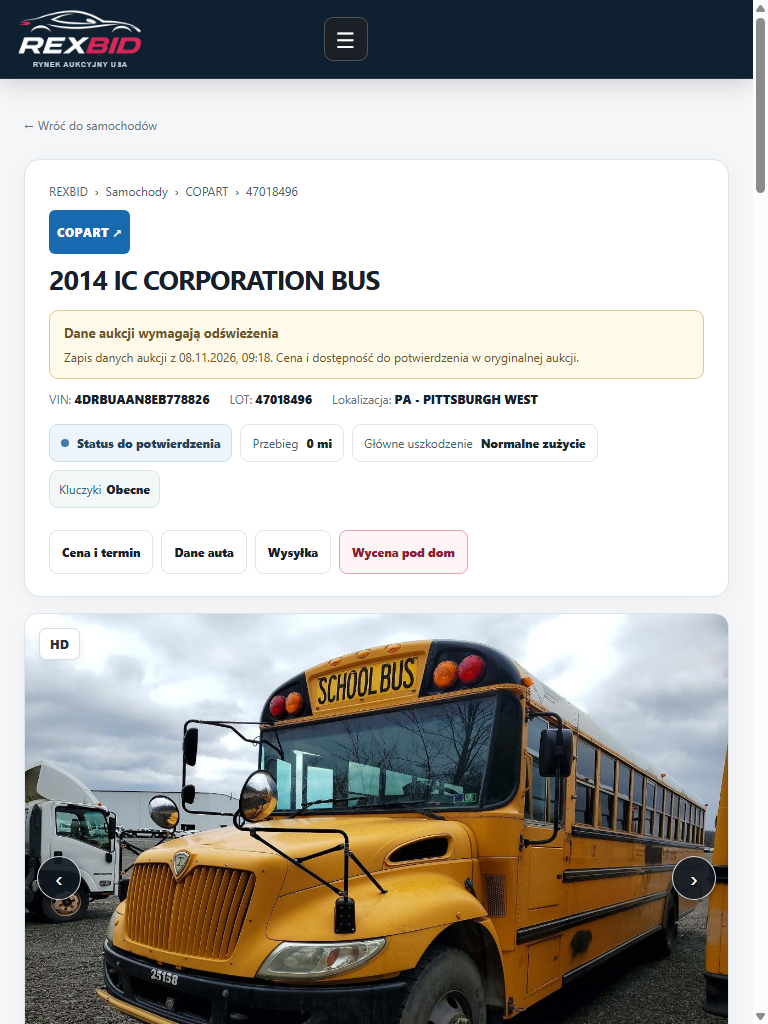 REXBID
RYNEK AUKCYJNY USA
☰
← Wróć do samochodów
REXBID › Samochody › COPART › 47018496
COPART ↗
2014 IC CORPORATION BUS
Dane aukcji wymagają odświeżenia
Zapis danych aukcji z 08.11.2026, 09:18. Cena i dostępność do potwierdzenia w oryginalnej aukcji.
VIN: 4DRBUAAN8EB778826 LOT: 47018496 Lokalizacja: PA - PITTSBURGH WEST
Status do potwierdzenia Przebieg 0 mi Główne uszkodzenie Normalne zużycie
Kluczyki Obecne
Cena i termin Dane auta Wysyłka Wycena pod dom
HD
SCHOOL BUS
‹ ›
25158